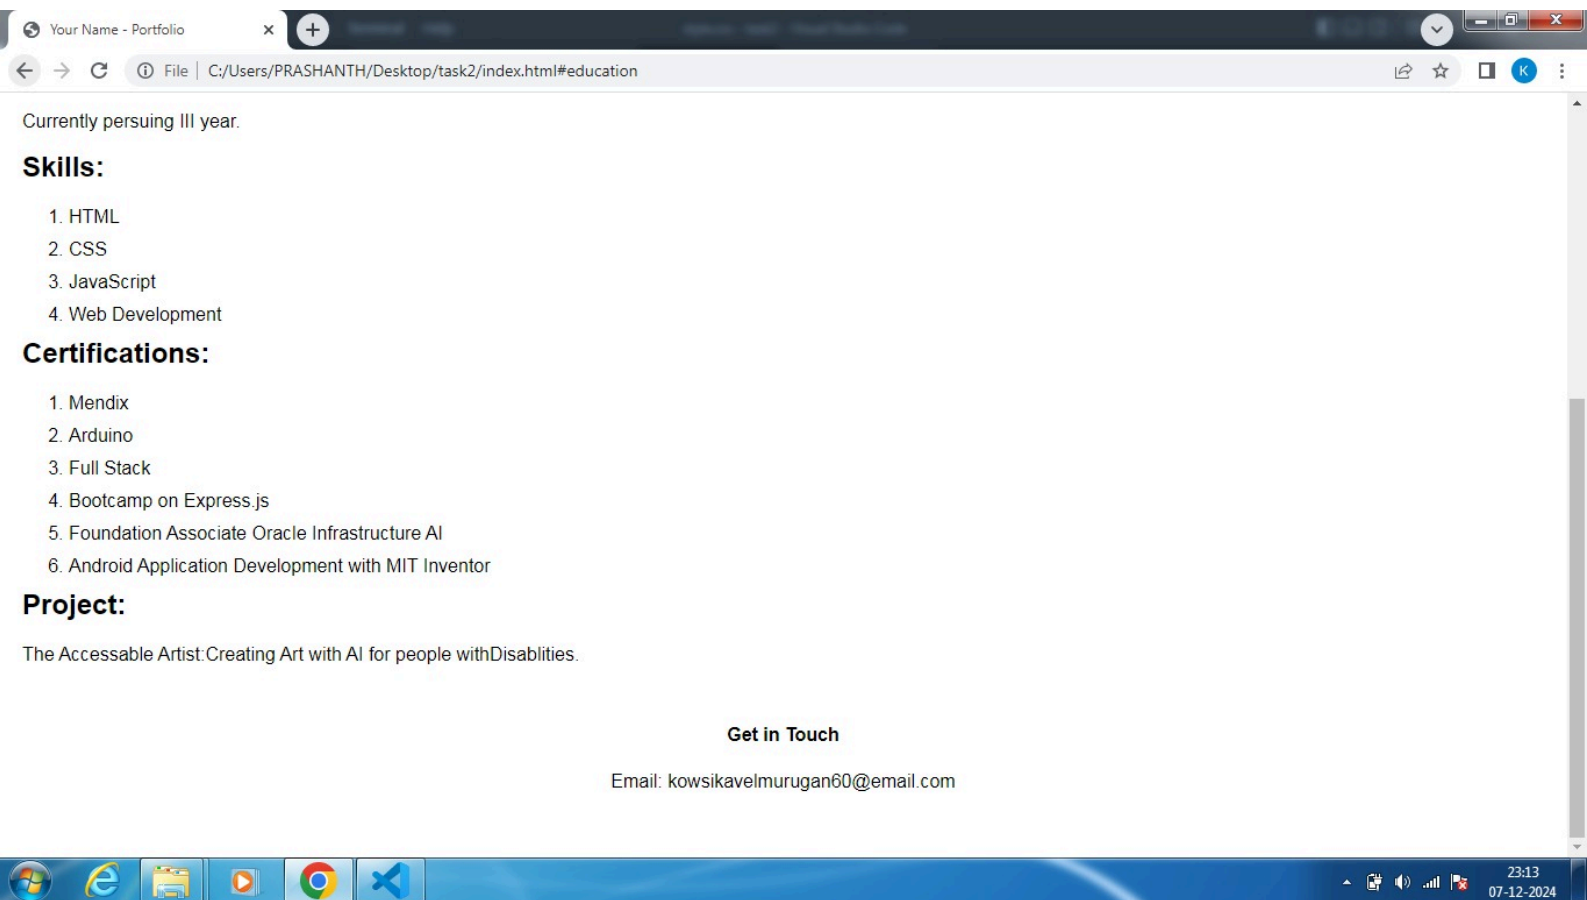 Your Name - Portfolio
File | C:/Users/PRASHANTH/Desktop/task2/index.html#education
K
Currently persuing III year.
Skills:
1. HTML
2. CSS
3. JavaScript
4. Web Development
Certifications:
1. Mendix
2. Arduino
3. Full Stack
4. Bootcamp on Express.js
5. Foundation Associate Oracle Infrastructure AI
6. Android Application Development with MIT Inventor
Project:
The Accessable Artist:Creating Art with AI for people withDisablities.
Get in Touch
Email: kowsikavelmurugan60@email.com
23:13
07-12-2024